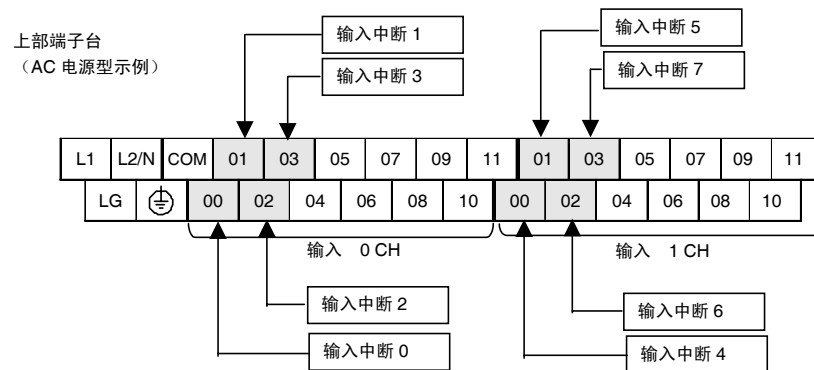 上部端子台
（AC 电源型示例）
输入中断 1
输入中断 3
输入中断 5
输入中断 7
L1 L2/N COM 01 03 05 07 09 11 01 03 05 07 09 11
LG 00 02 04 06 08 10 00 02 04 06 08 10
输入 0 CH
输入 1 CH
输入中断 2
输入中断 0
输入中断 6
输入中断 4